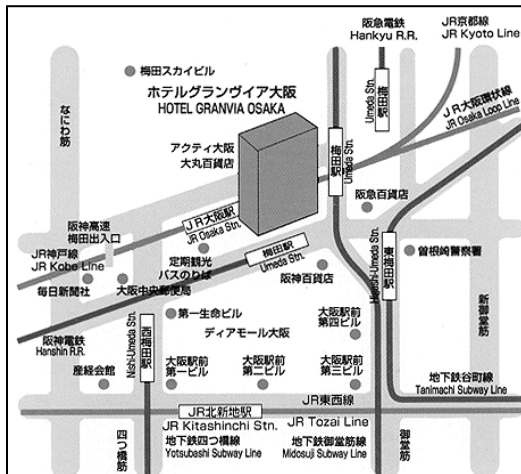 阪急電鉄
Hankyu R.R.
JR京都線
JR Kyoto Line
梅田スカイビル
梅田駅
Umeda Stn.
ホテルグランヴィア大阪
HOTEL GRANVIA OSAKA
JR大阪環状線
JR Osaka Loop Line
なにわ筋
アクティ大阪
大丸百貨店
梅田駅
Umeda Stn.
阪急百貨店
阪神高速
梅田出入口
JR大阪駅
JR Osaka Stn.
JR神戸線
JR Kobe Line
定期観光
バスのりば
梅田駅
Umeda Stn.
阪神百貨店
東梅田駅
Higashi-Umeda Stn.
曽根崎警察署
毎日新聞社
大阪中央郵便局
新御堂筋
第一生命ビル
ディアモール大阪
大阪駅前
第四ビル
阪神電鉄
Hanshin R.R.
西梅田駅
Nishi-Umeda Stn.
産経会館
大阪駅前
第一ビル
大阪駅前
第二ビル
大阪駅前
第三ビル
地下鉄谷町線
Tanimachi Subway Line
JR東西線
JR Tozai Line
JR北新地駅
JR Kitashinchi Stn.
四つ橋筋
地下鉄四つ橋線
Yotsubashi Subway Line
地下鉄御堂筋線
Midosuji Subway Line
御堂筋